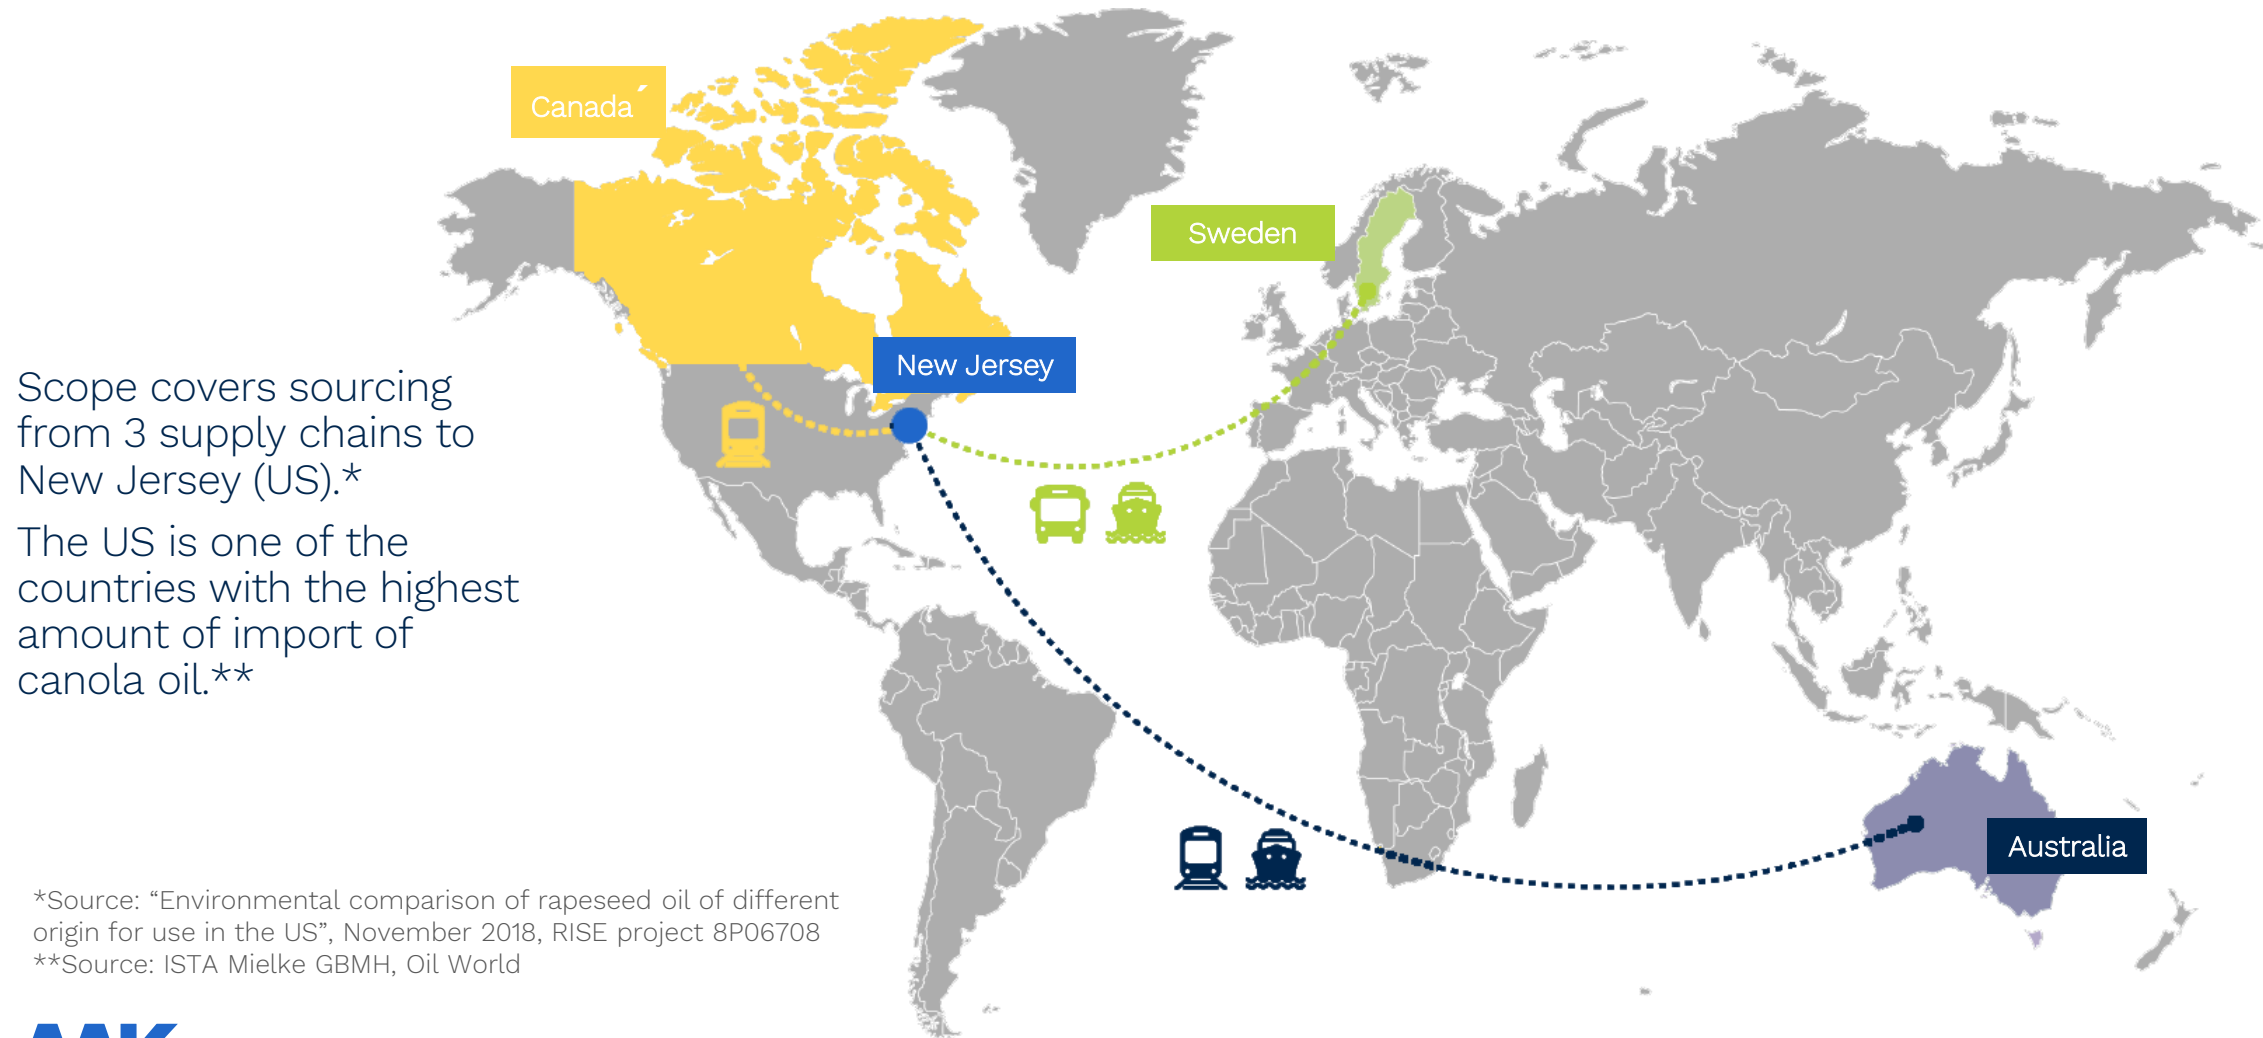 Canada´
Sweden
New Jersey
Scope covers sourcing
from 3 supply chains to
New Jersey (US).*
The US is one of the
countries with the highest
amount of import of
canola oil.**
Australia
*Source: “Environmental comparison of rapeseed oil of different
origin for use in the US”, November 2018, RISE project 8P06708
**Source: ISTA Mielke GBMH, Oil World
AAK